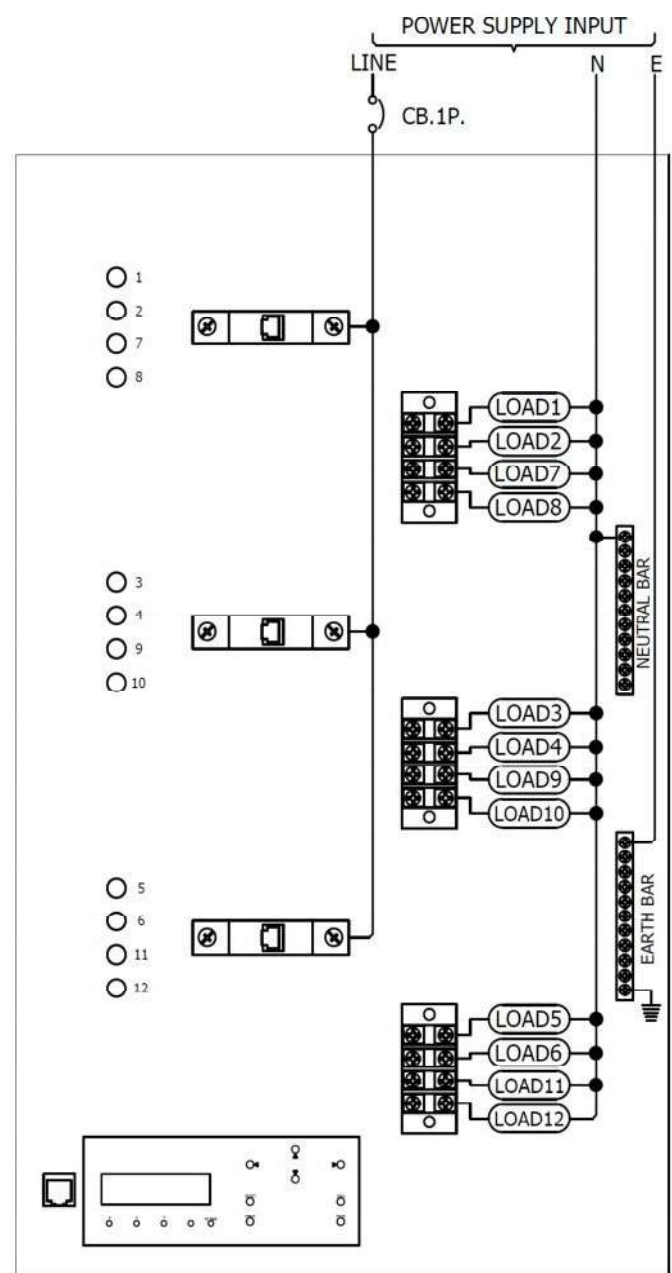 POWER SUPPLY INPUT
LINE N E
CB.1P.
1
2
7
8
LOAD1
LOAD2
LOAD7
LOAD8
NEUTRAL BAR
3
4
9
10
LOAD3
LOAD4
LOAD9
LOAD10
EARTH BAR
5
6
11
12
LOAD5
LOAD6
LOAD11
LOAD12